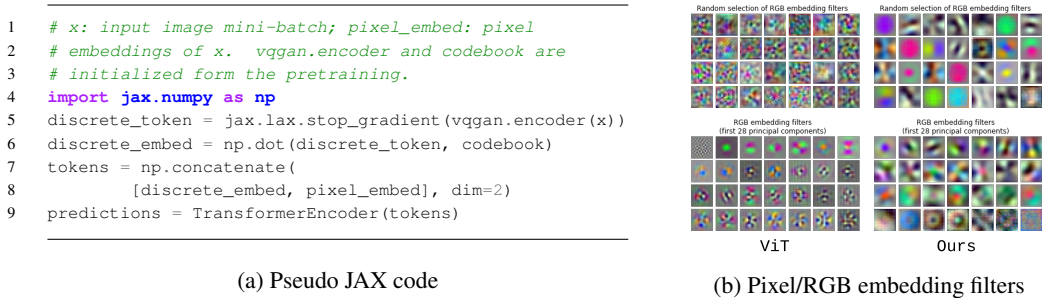 1 # x: input image mini-batch; pixel_embed: pixel
2 # embeddings of x. vqgan.encoder and codebook are
3 # initialized form the pretraining.
4 import jax.numpy as np
5 discrete_token = jax.lax.stop_gradient(vqgan.encoder(x))
6 discrete_embed = np.dot(discrete_token, codebook)
7 tokens = np.concatenate(
8 [discrete_embed, pixel_embed], dim=2)
9 predictions = TransformerEncoder(tokens)
(a) Pseudo JAX code
Random selection of RGB embedding filters
Random selection of RGB embedding filters
RGB embedding filters
(first 28 principal components)
RGB embedding filters
(first 28 principal components)
ViT
Ours
(b) Pixel/RGB embedding filters